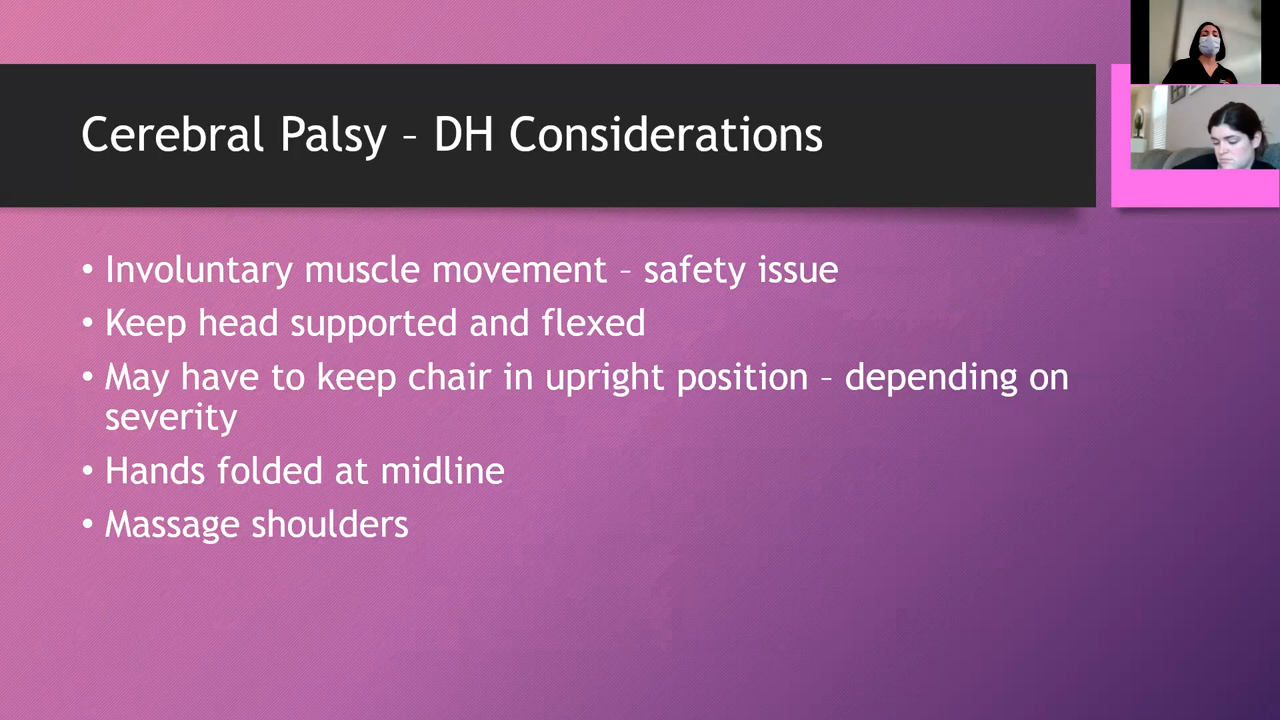 Cerebral Palsy – DH Considerations
• Involuntary muscle movement – safety issue
• Keep head supported and flexed
• May have to keep chair in upright position – depending on
severity
• Hands folded at midline
• Massage shoulders